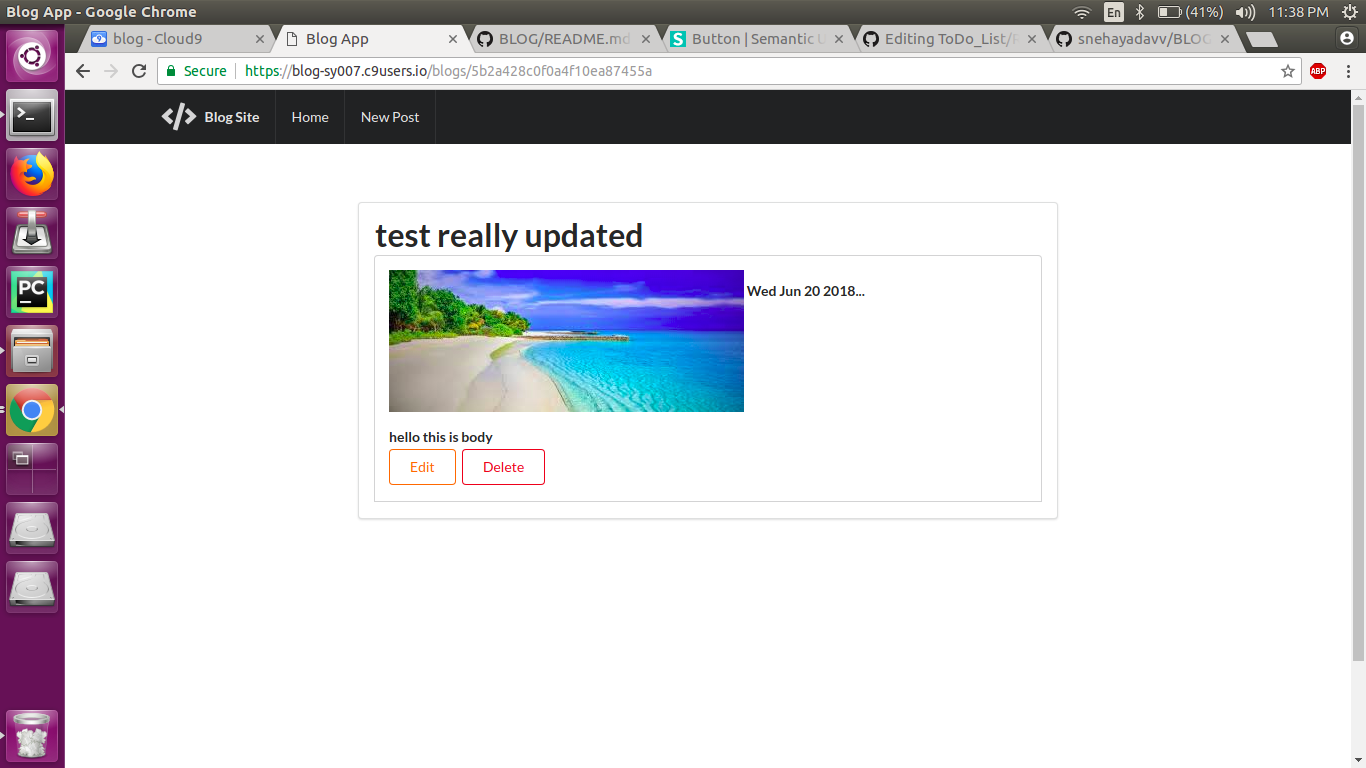 Blog App - Google Chrome
En
(41%)
11:38 PM
blog - Cloud9
Blog App
BLOG/README.md
Button | Semantic U
Editing ToDo_List/
snehayadavv/BLOG
Secure
https://blog-sy007.c9users.io/blogs/5b2a428c0f0a4f10ea87455a
ABP
Blog Site
Home
New Post
test really updated
Wed Jun 20 2018...
hello this is body
Edit
Delete
PC